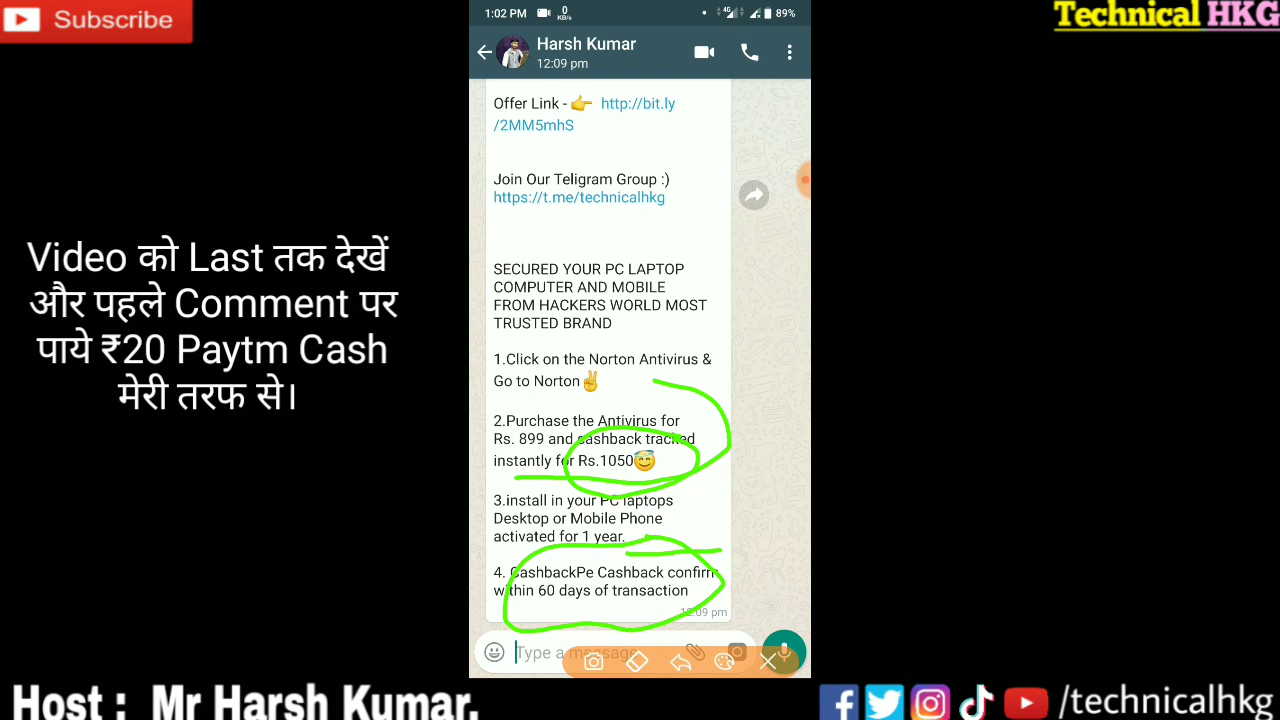 Subscribe
Technical HKG
1:02 PM 0 KB/s 4G 89%
Harsh Kumar
12:09 pm
Offer Link - 👉 http://bit.ly
/2MM5mhS
Join Our Teligram Group :)
https://t.me/technicalhkg
SECURED YOUR PC LAPTOP
COMPUTER AND MOBILE
FROM HACKERS WORLD MOST
TRUSTED BRAND
1.Click on the Norton Antivirus &
Go to Norton✌
2.Purchase the Antivirus for
Rs. 899 and cashback tracked
instantly for Rs.1050😇
3.install in your PC laptops
Desktop or Mobile Phone
activated for 1 year.
4. CashbackPe Cashback confirm
within 60 days of transaction
12:09 pm
Type a message
Video को Last तक देखें
और पहले Comment पर
पाये ₹20 Paytm Cash
मेरी तरफ से।
Host : Mr Harsh Kumar.
/technicalhkg